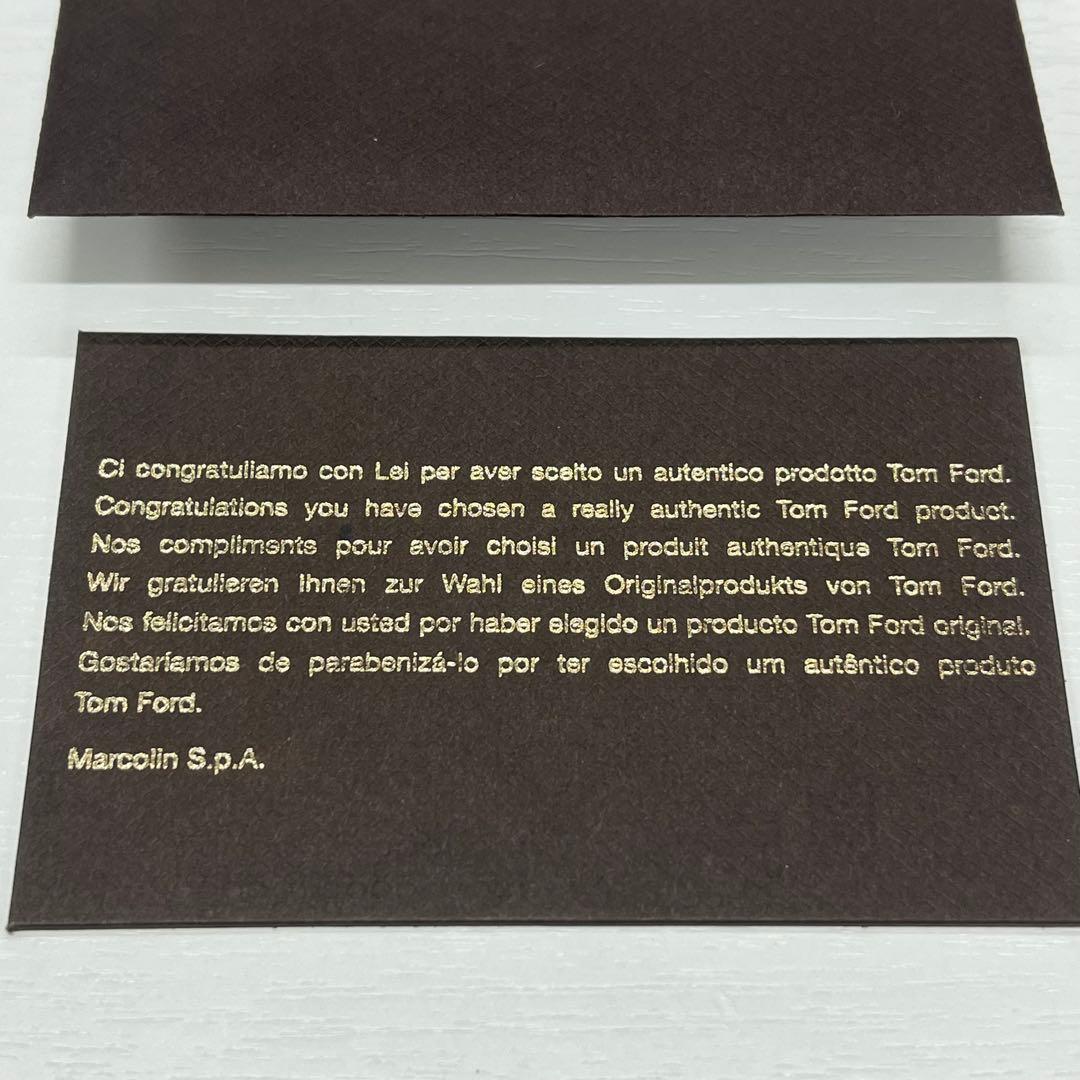 Ci congratuliamo con Lei per aver scelto un autentico prodotto Tom Ford.
Congratulations you have chosen a really authentic Tom Ford product.
Nos compliments pour avoir choisi un produit authentique Tom Ford.
Wir gratulieren Ihnen zur Wahl eines Originalprodukts von Tom Ford.
Nos felicitamos con usted por haber elegido un producto Tom Ford original.
Gostaríamos de parabenizá-lo por ter escolhido um autêntico produto
Tom Ford.
Marcolin S.p.A.